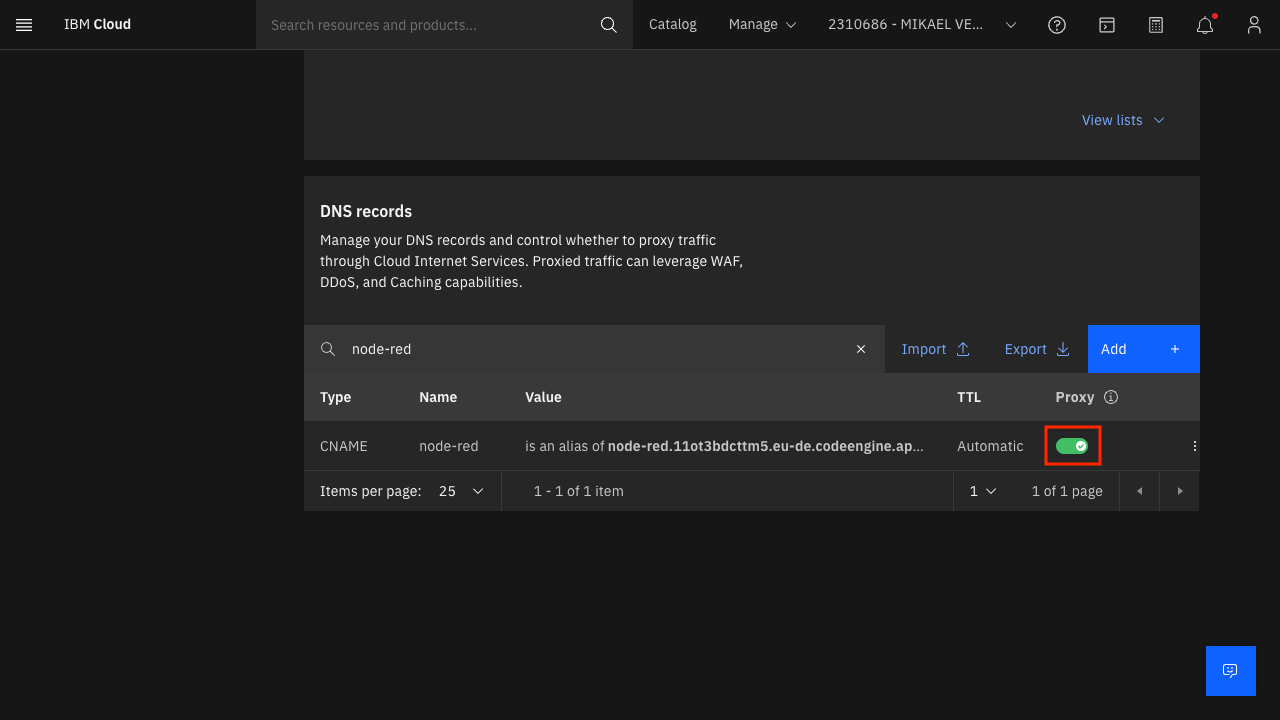 IBM Cloud
Search resources and products...
Catalog
Manage
2310686 - MIKAEL VE...
View lists
DNS records
Manage your DNS records and control whether to proxy traffic
through Cloud Internet Services. Proxied traffic can leverage WAF,
DDoS, and Caching capabilities.
node-red
Import
Export
Add +
Type Name Value TTL Proxy
CNAME node-red is an alias of node-red.11ot3bdcttm5.eu-de.codeengine.ap... Automatic
Items per page: 25 1 - 1 of 1 item 1 1 of 1 page